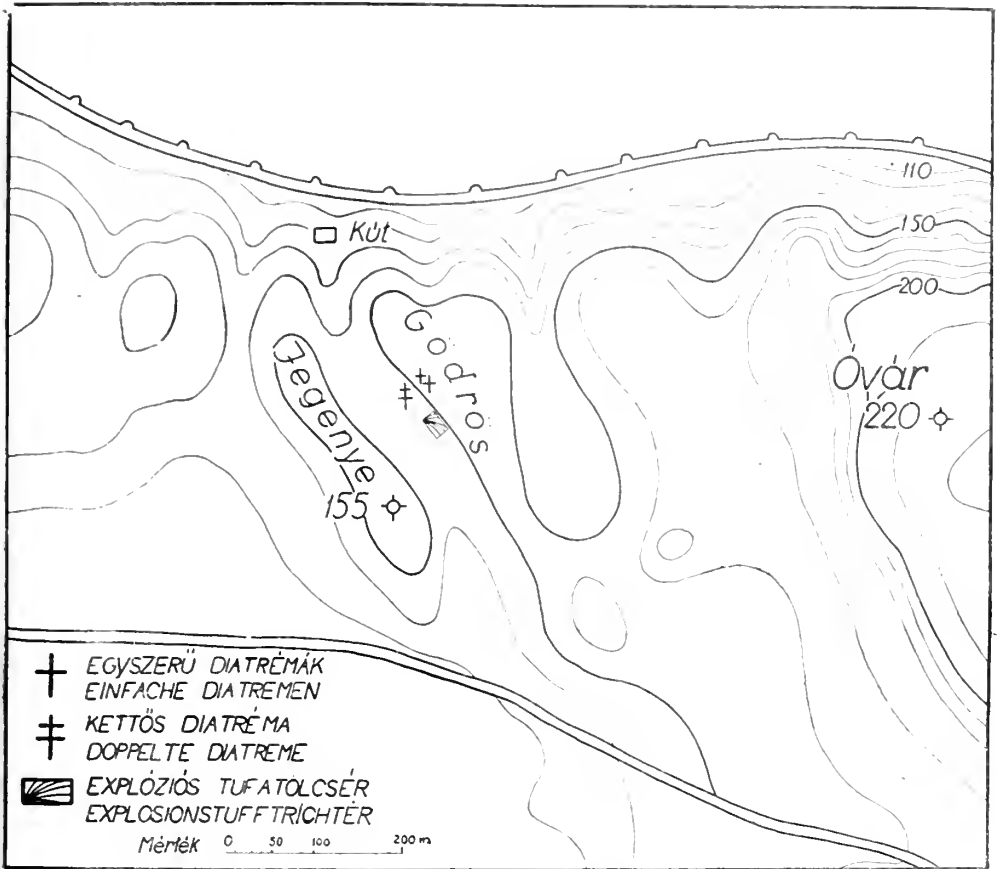 110
150
Kút
200
Gödrös
Jegenye
Óvár
220
155
EGYSZERŰ DIATRÉMÁK
EINFACHE DIATREMEN
KETTŐS DIATRÉMA
DOPPELTE DIATREME
EXPLÓZIÓS TUFATÖLCSÉR
EXPLOSIONSTUFFTRICHTER
Mérték 0 50 100 200 m